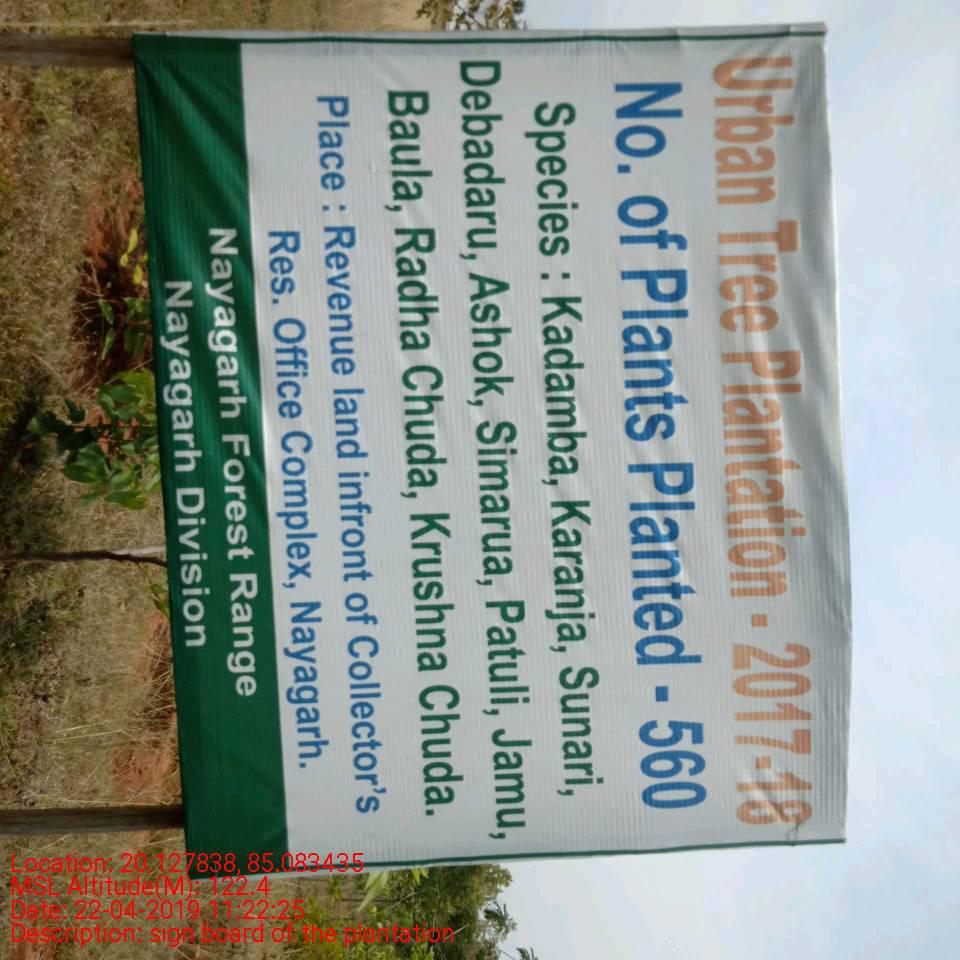 Urban Tree Plantation - 2017-18
No. of Plants Planted - 560
Species : Kadamba, Karanja, Sunari,
Debadaru, Ashok, Simarua, Patuli, Jamu,
Baula, Radha Chuda, Krushna Chuda.
Place : Revenue land infront of Collector's
Res. Office Complex, Nayagarh.
Nayagarh Forest Range
Nayagarh Division
Location: 20.127838, 85.083435
MSL Altitude(M): 122.4
Date: 22-04-2019 11:22:25
Description: sign board of the plantation